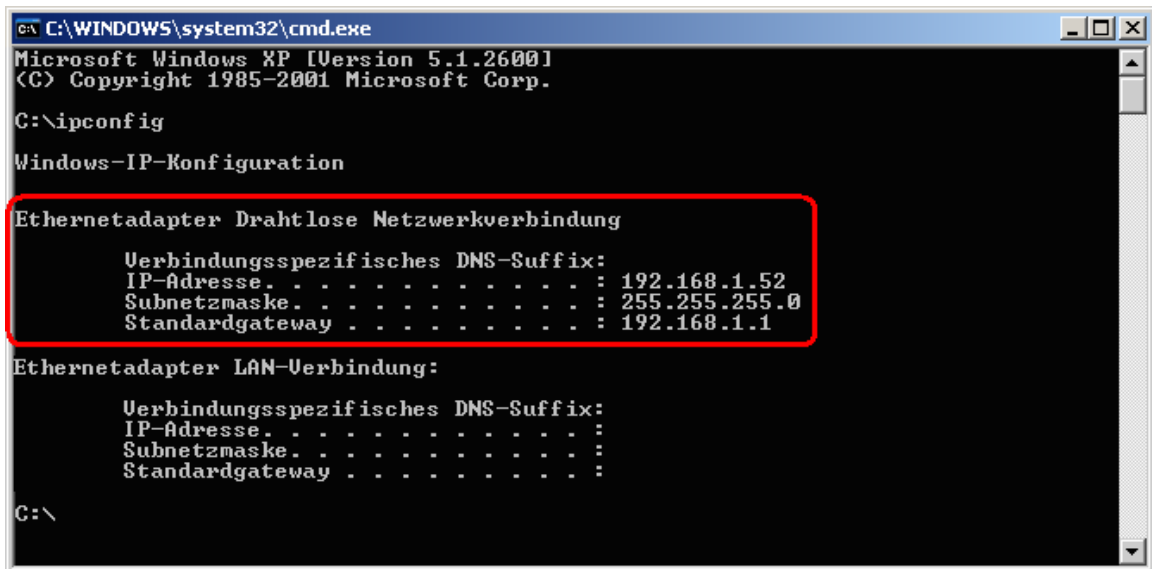 C:\WINDOWS\system32\cmd.exe
Microsoft Windows XP [Version 5.1.2600]
(C) Copyright 1985-2001 Microsoft Corp.
C:\ipconfig
Windows-IP-Konfiguration
Ethernetadapter Drahtlose Netzwerkverbindung
Verbindungsspezifisches DNS-Suffix:
IP-Adresse. . . . . . . . . . . . : 192.168.1.52
Subnetzmaske. . . . . . . . . . . : 255.255.255.0
Standardgateway . . . . . . . . . : 192.168.1.1
Ethernetadapter LAN-Verbindung:
Verbindungsspezifisches DNS-Suffix:
IP-Adresse. . . . . . . . . . . . :
Subnetzmaske. . . . . . . . . . . :
Standardgateway . . . . . . . . . :
C:\